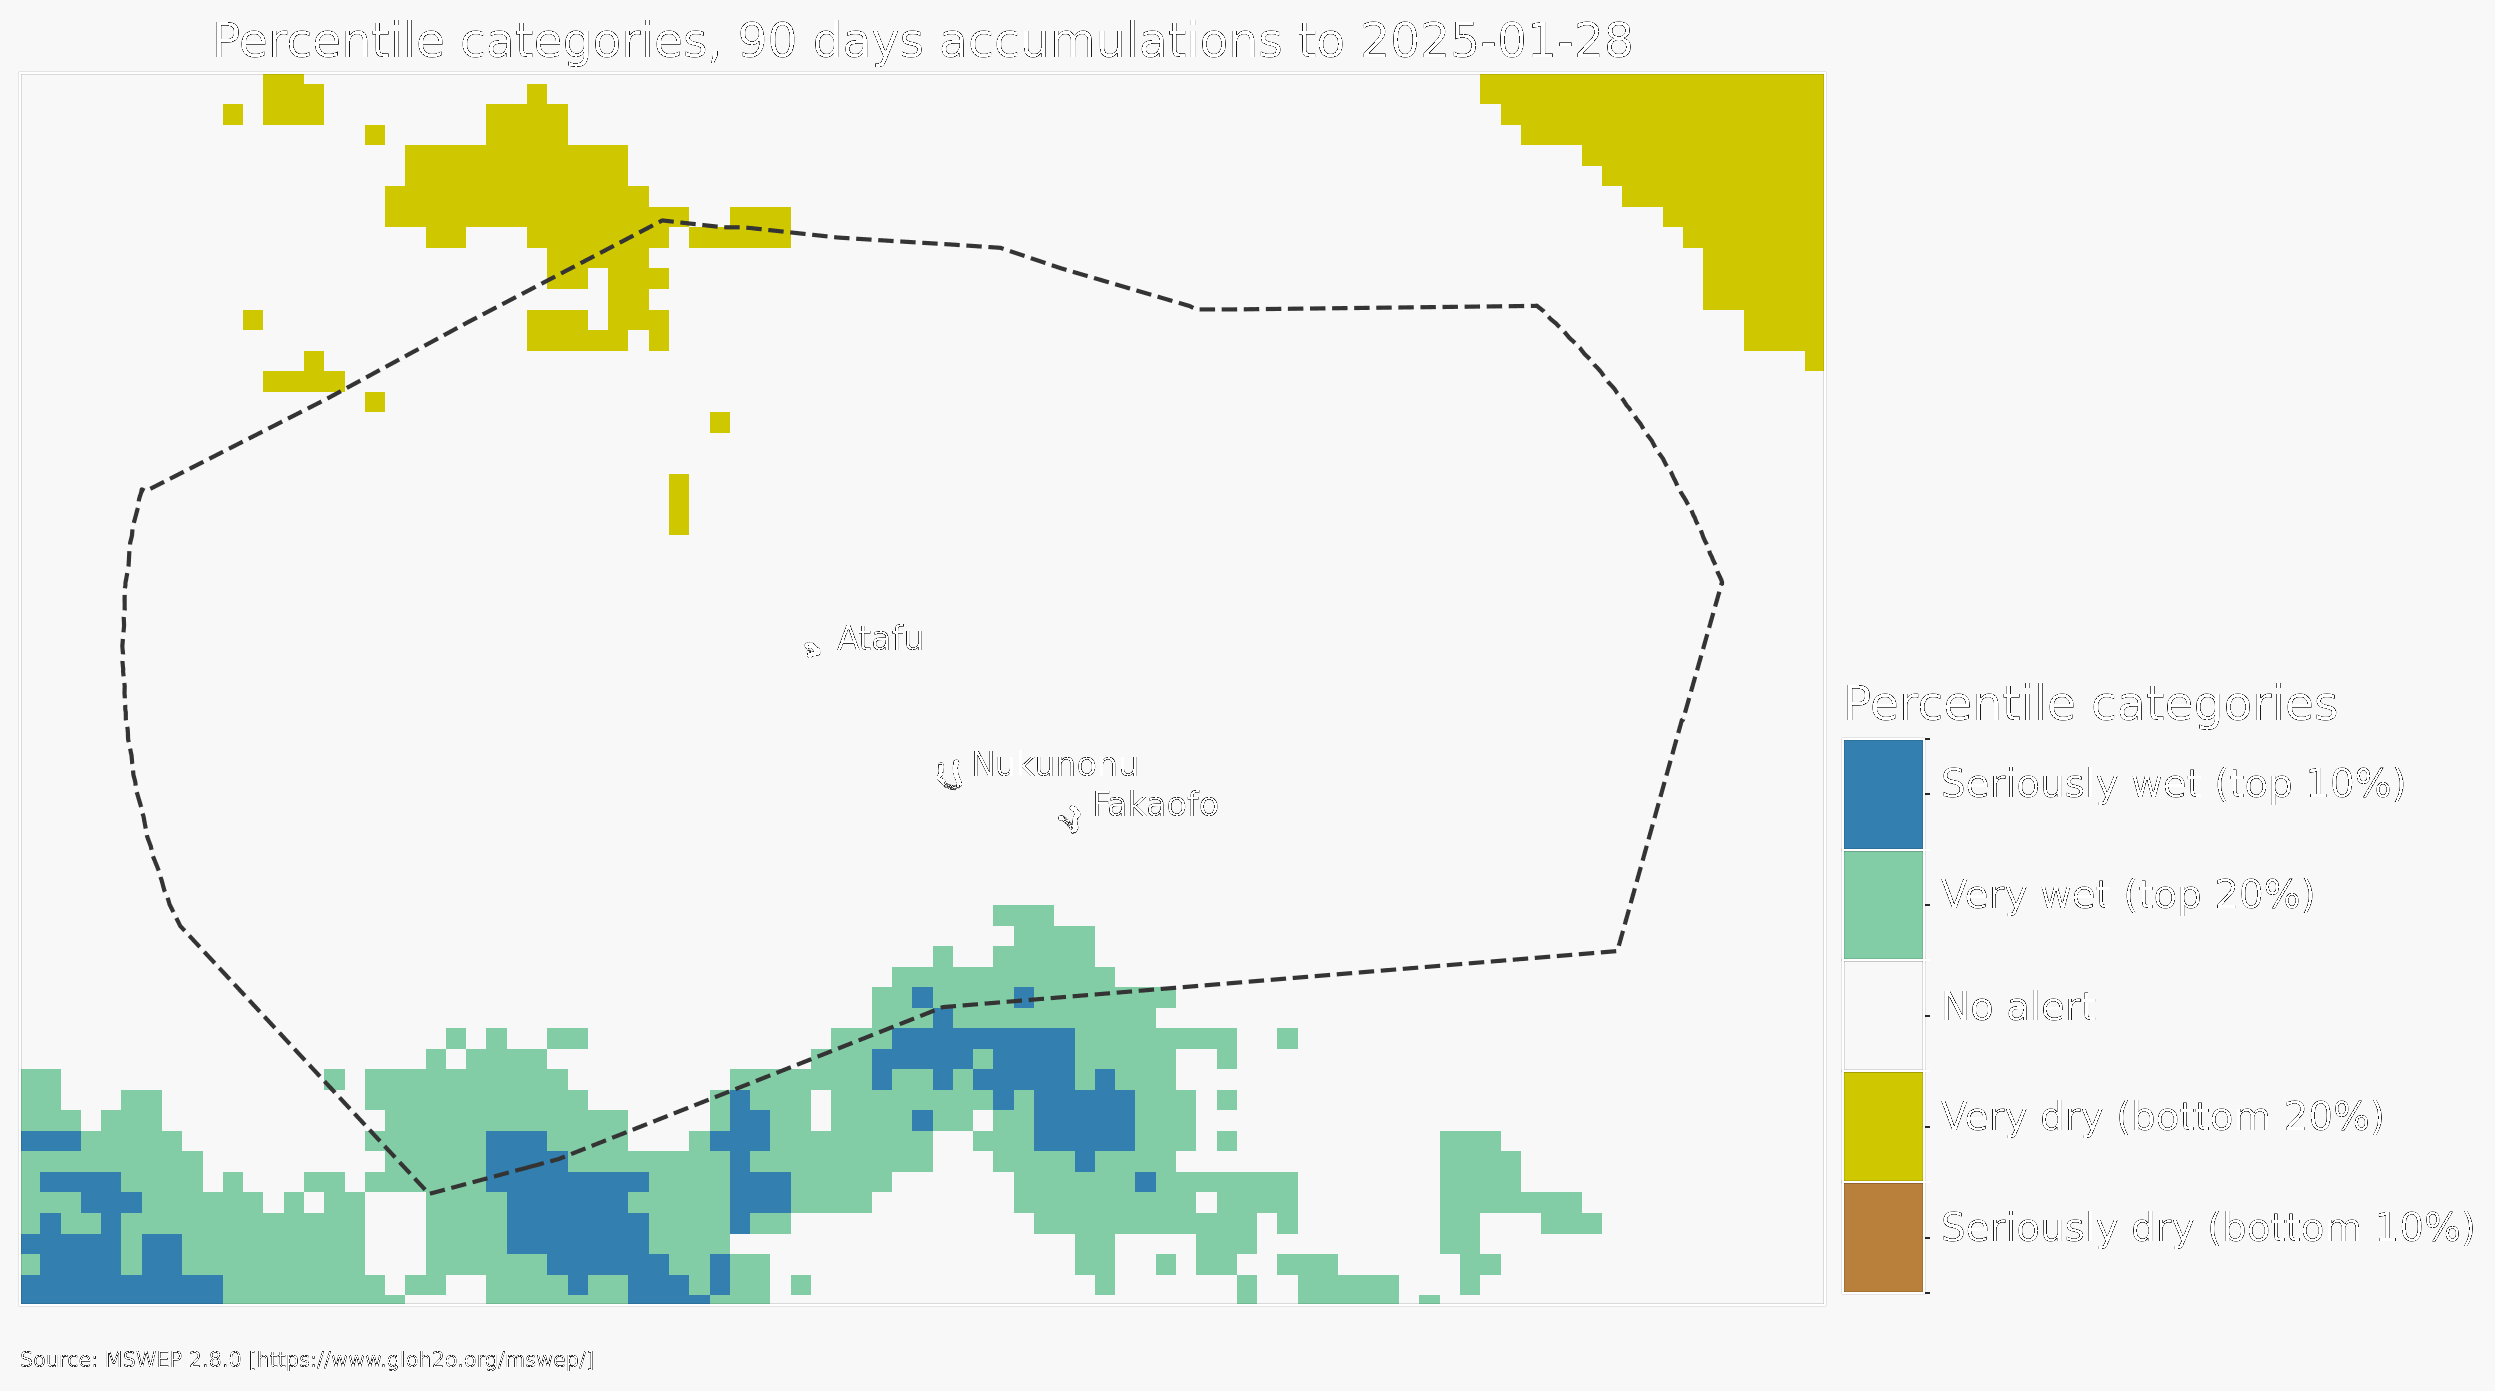 Percentile categories, 90 days accumulations to 2025-01-28
Atafu
Nukunonu
Fakaofo
Percentile categories
Seriously wet (top 10%)
Very wet (top 20%)
No alert
Very dry (bottom 20%)
Seriously dry (bottom 10%)
Source: MSWEP 2.8.0 [https://www.gloh2o.org/mswep/]